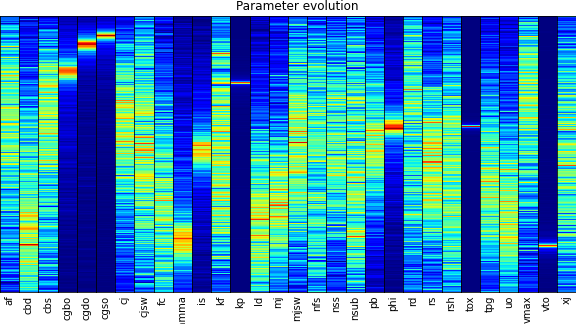 Parameter evolution
af cbd cbs cgbo cgdo cgso cj cjsw fc mma is kf kp ld mj mjsw nfs nss nsub pb phi rd rs rsh tox tpg uo vmax vto xj